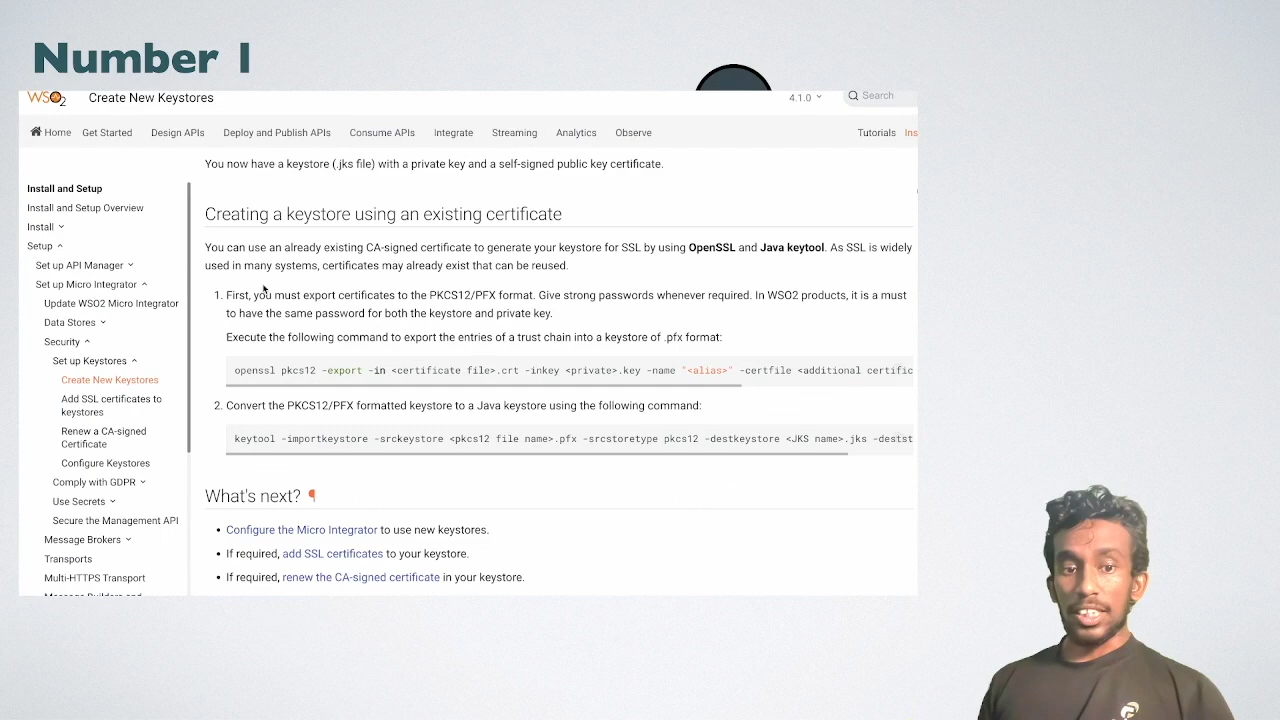 Number 1
WSO2 Create New Keystores 4.1.0 Search
Home Get Started Design APIs Deploy and Publish APIs Consume APIs Integrate Streaming Analytics Observe Tutorials Ins
You now have a keystore (.jks file) with a private key and a self-signed public key certificate.
Install and Setup
Install and Setup Overview
Install
Setup
Set up API Manager
Set up Micro Integrator
Update WSO2 Micro Integrator
Data Stores
Security
Set up Keystores
Create New Keystores
Add SSL certificates to
keystores
Renew a CA-signed
Certificate
Configure Keystores
Comply with GDPR
Use Secrets
Secure the Management API
Message Brokers
Transports
Multi-HTTPS Transport
Message Builders and
Creating a keystore using an existing certificate
You can use an already existing CA-signed certificate to generate your keystore for SSL by using OpenSSL and Java keytool. As SSL is widely
used in many systems, certificates may already exist that can be reused.
1. First, you must export certificates to the PKCS12/PFX format. Give strong passwords whenever required. In WSO2 products, it is a must
to have the same password for both the keystore and private key.
Execute the following command to export the entries of a trust chain into a keystore of .pfx format:
openssl pkcs12 -export -in <certificate file>.crt -inkey <private>.key -name "<alias>" -certfile <additional certific
2. Convert the PKCS12/PFX formatted keystore to a Java keystore using the following command:
keytool -importkeystore -srckeystore <pkcs12 file name>.pfx -srcstoretype pkcs12 -destkeystore <JKS name>.jks -destst
What's next? ¶
• Configure the Micro Integrator to use new keystores.
• If required, add SSL certificates to your keystore.
• If required, renew the CA-signed certificate in your keystore.